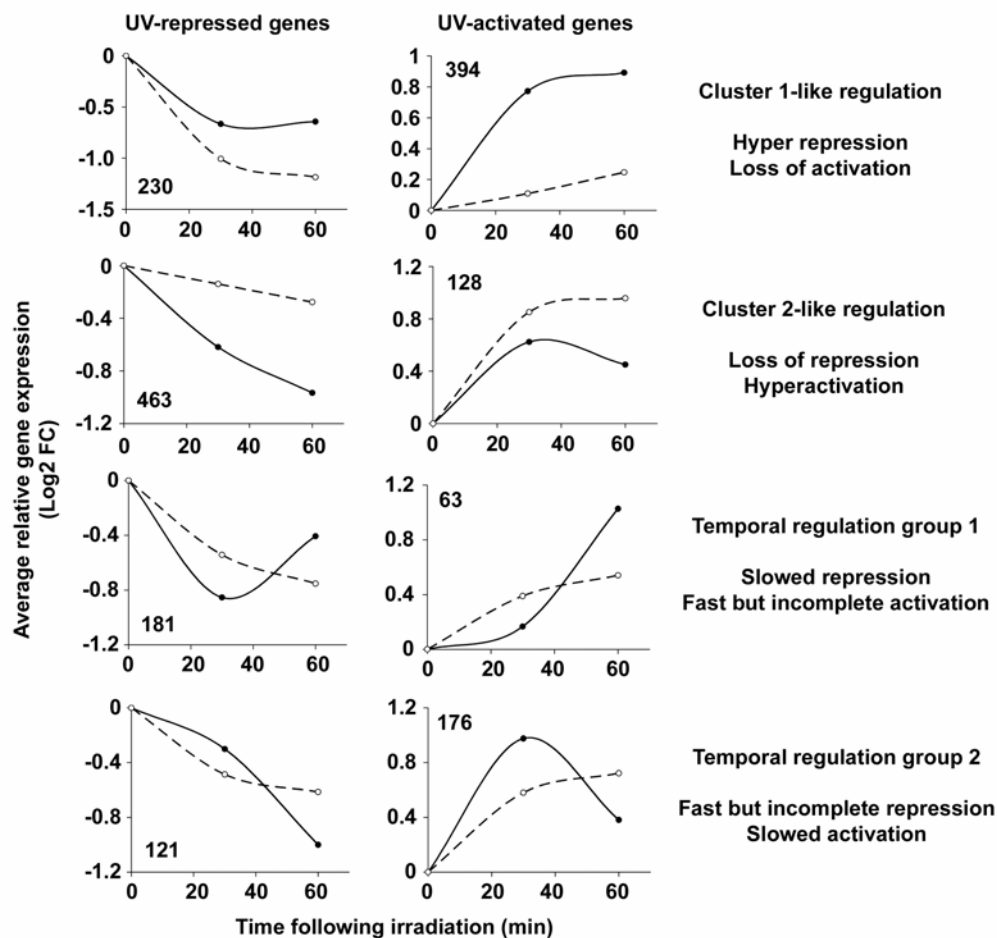 UV-repressed genes
UV-activated genes
0
-0.5
-1.0
-1.5
230
0 20 40 60
1
0.8
0.6
0.4
0.2
0
394
0 20 40 60
Cluster 1-like regulation
Hyper repression
Loss of activation
0
-0.4
-0.8
-1.2
463
0 20 40 60
1.2
0.8
0.4
0
128
0 20 40 60
Cluster 2-like regulation
Loss of repression
Hyperactivation
Average relative gene expression
(Log2 FC)
0
-0.4
-0.8
-1.2
181
0 20 40 60
1.2
0.8
0.4
0
63
0 20 40 60
Temporal regulation group 1
Slowed repression
Fast but incomplete activation
0
-0.4
-0.8
-1.2
121
0 20 40 60
1.2
0.8
0.4
0
176
0 20 40 60
Temporal regulation group 2
Fast but incomplete repression
Slowed activation
Time following irradiation (min)